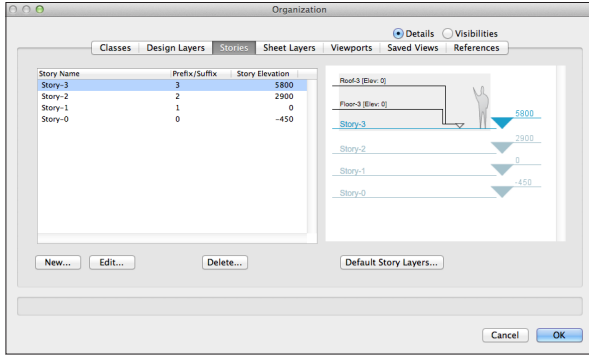 Organization
Details Visibilities
Classes Design Layers Stories Sheet Layers Viewports Saved Views References
Story Name Prefix/Suffix Story Elevation
Story-3 3 5800
Story-2 2 2900
Story-1 1 0
Story-0 0 -450
Roof-3 [Elev: 0]
Floor-3 [Elev: 0]
Story-3 5800
Story-2 2900
Story-1 0
Story-0 -450
New... Edit... Delete... Default Story Layers...
Cancel OK